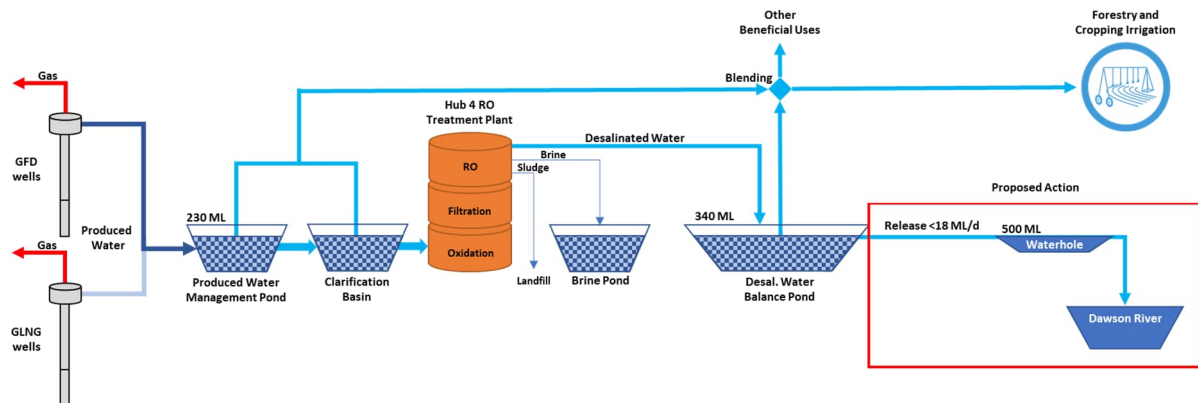 Gas
GFD
wells
Produced
Water
Gas
GLNG
wells
230 ML
Produced Water
Management Pond
Clarification
Basin
Hub 4 RO
Treatment Plant
RO
Filtration
Oxidation
Desalinated Water
Brine
Sludge
Landfill
Brine Pond
Other
Beneficial Uses
Blending
Forestry and
Cropping Irrigation
340 ML
Desal. Water
Balance Pond
Proposed Action
Release <18 ML/d
500 ML
Waterhole
Dawson River